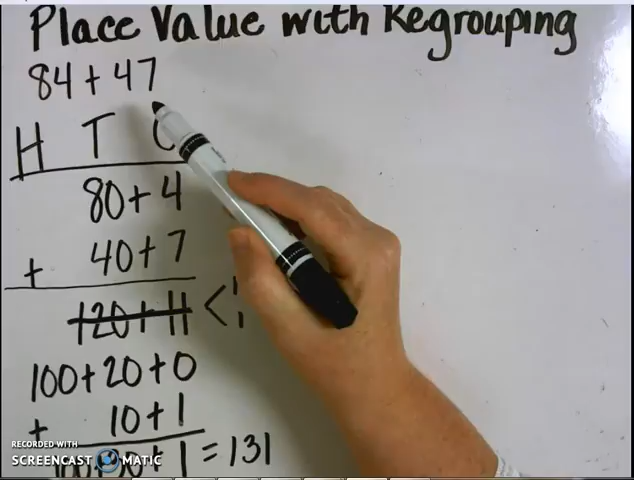 Place Value with Regrouping
84 + 47
H T
80 + 4
+ 40 + 7
120 + 11 <
100 + 20 + 0
+ 10 + 1
RECORDED WITH
SCREENCAST MATIC
1 = 131